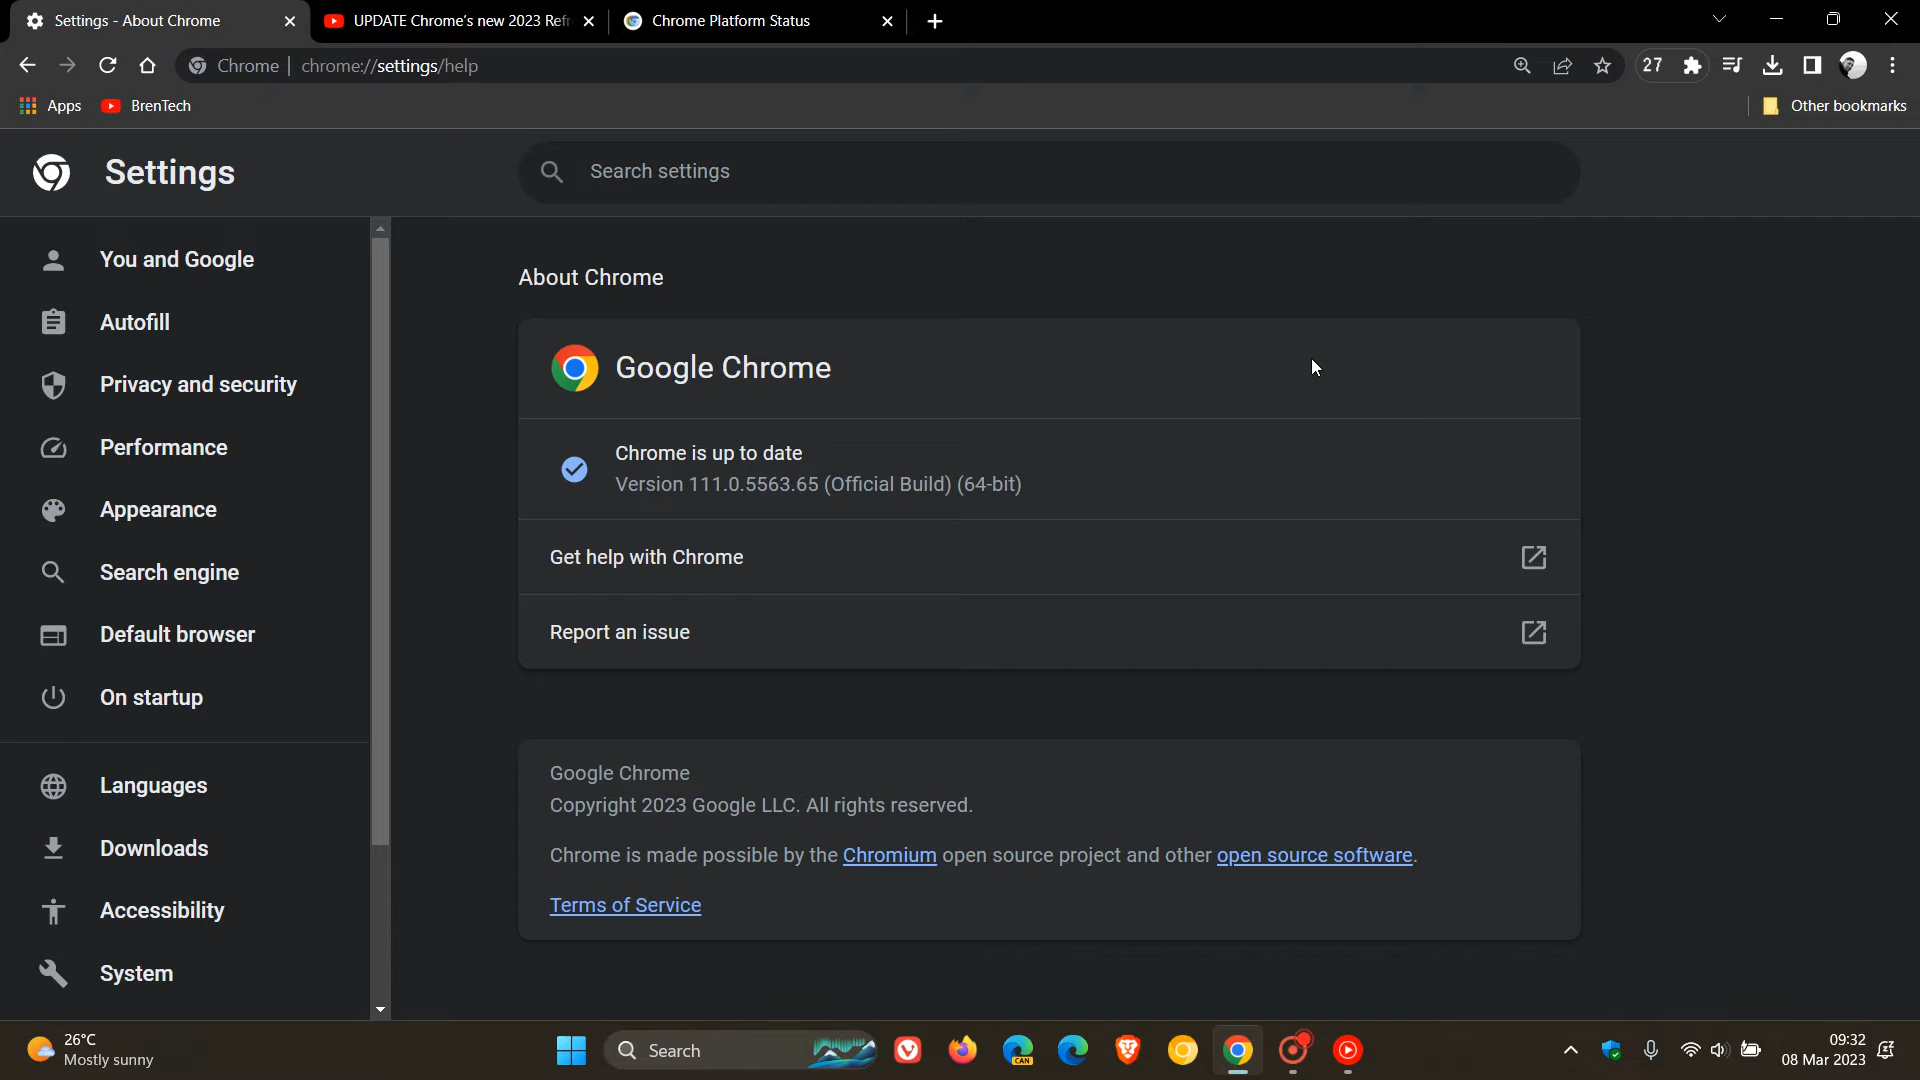 Settings - About Chrome
UPDATE Chrome's new 2023 Refr
Chrome Platform Status
Chrome | chrome://settings/help
27
Apps
BrenTech
Other bookmarks
Settings
Search settings
You and Google
Autofill
Privacy and security
Performance
Appearance
Search engine
Default browser
On startup
Languages
Downloads
Accessibility
System
About Chrome
Google Chrome
Chrome is up to date
Version 111.0.5563.65 (Official Build) (64-bit)
Get help with Chrome
Report an issue
Google Chrome
Copyright 2023 Google LLC. All rights reserved.
Chrome is made possible by the Chromium open source project and other open source software.
Terms of Service
26°C
Mostly sunny
Search
CAN
09:32
08 Mar 2023